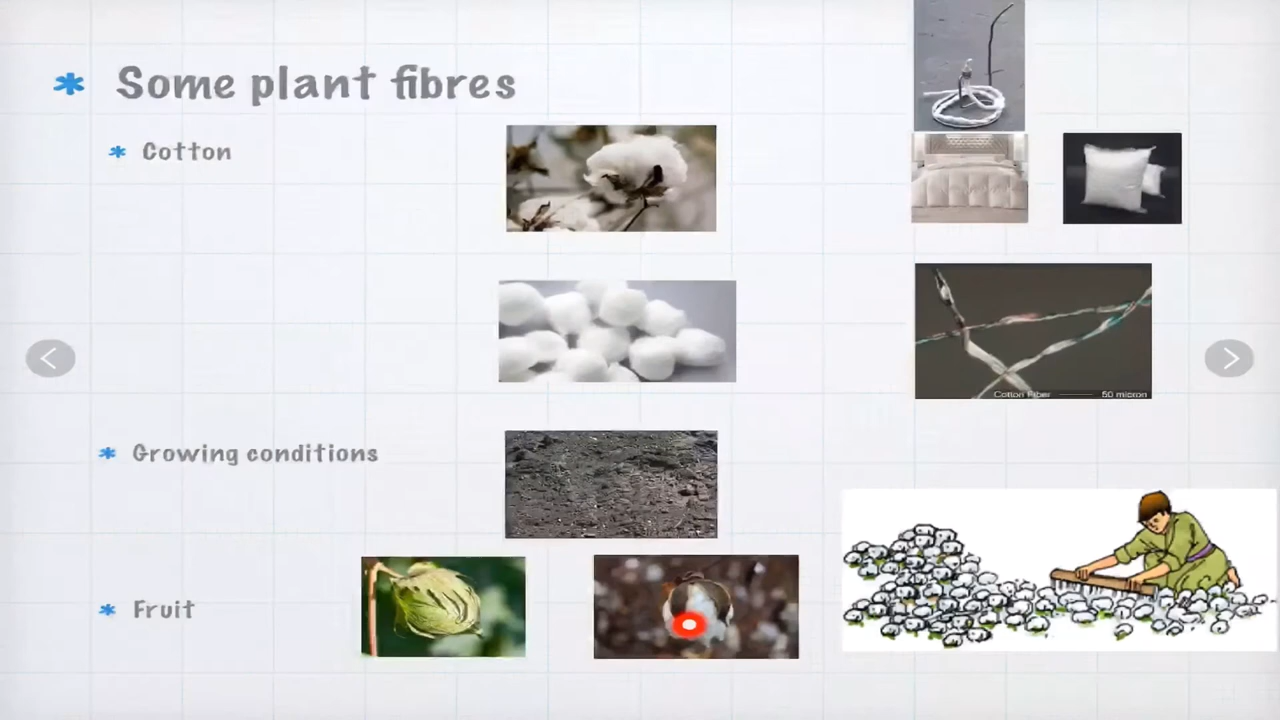 Some plant fibres
Cotton
Cotton Fiber 50 micron
Growing conditions
Fruit